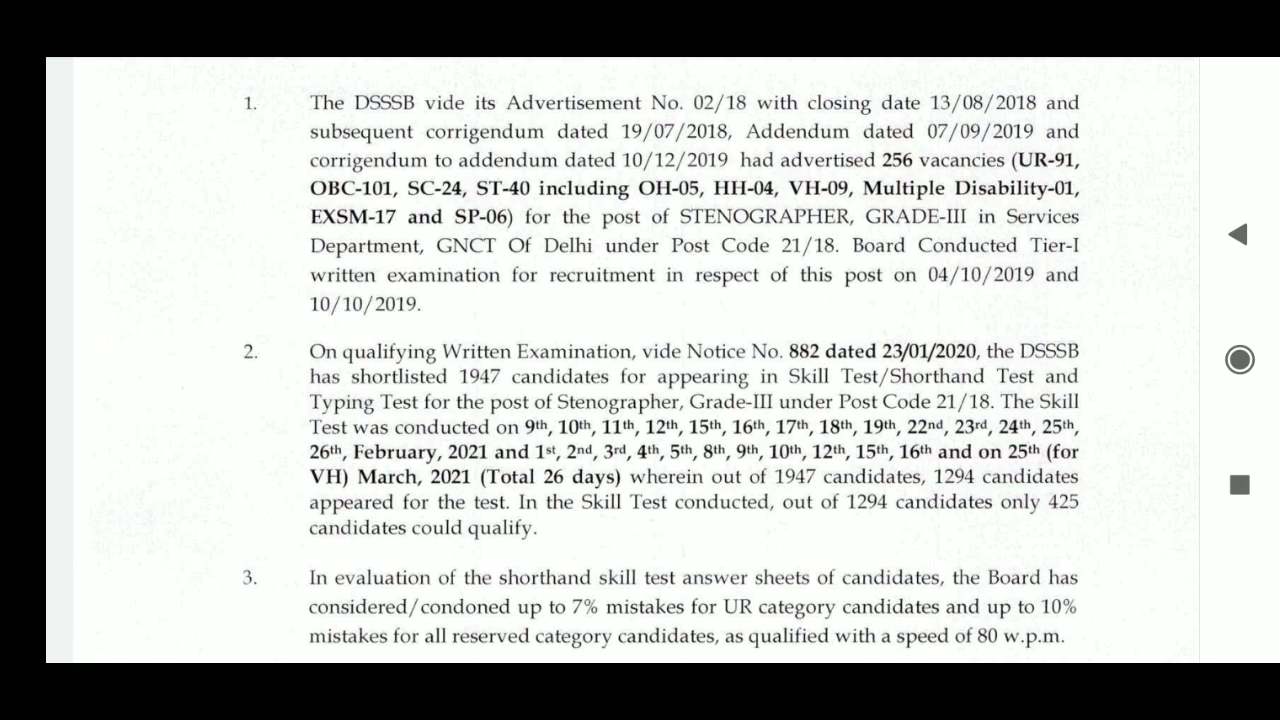 1. The DSSSB vide its Advertisement No. 02/18 with closing date 13/08/2018 and
subsequent corrigendum dated 19/07/2018, Addendum dated 07/09/2019 and
corrigendum to addendum dated 10/12/2019 had advertised 256 vacancies (UR-91,
OBC-101, SC-24, ST-40 including OH-05, HH-04, VH-09, Multiple Disability-01,
EXSM-17 and SP-06) for the post of STENOGRAPHER, GRADE-III in Services
Department, GNCT Of Delhi under Post Code 21/18. Board Conducted Tier-I
written examination for recruitment in respect of this post on 04/10/2019 and
10/10/2019.
2. On qualifying Written Examination, vide Notice No. 882 dated 23/01/2020, the DSSSB
has shortlisted 1947 candidates for appearing in Skill Test/Shorthand Test and
Typing Test for the post of Stenographer, Grade-III under Post Code 21/18. The Skill
Test was conducted on 9th, 10th, 11th, 12th, 15th, 16th, 17th, 18th, 19th, 22nd, 23rd, 24th, 25th,
26th, February, 2021 and 1st, 2nd, 3rd, 4th, 5th, 8th, 9th, 10th, 12th, 15th, 16th and on 25th (for
VH) March, 2021 (Total 26 days) wherein out of 1947 candidates, 1294 candidates
appeared for the test. In the Skill Test conducted, out of 1294 candidates only 425
candidates could qualify.
3. In evaluation of the shorthand skill test answer sheets of candidates, the Board has
considered/condoned up to 7% mistakes for UR category candidates and up to 10%
mistakes for all reserved category candidates, as qualified with a speed of 80 w.p.m.